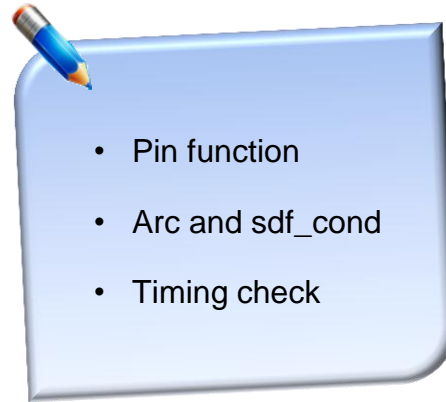 • Pin function
• Arc and sdf_cond
• Timing check